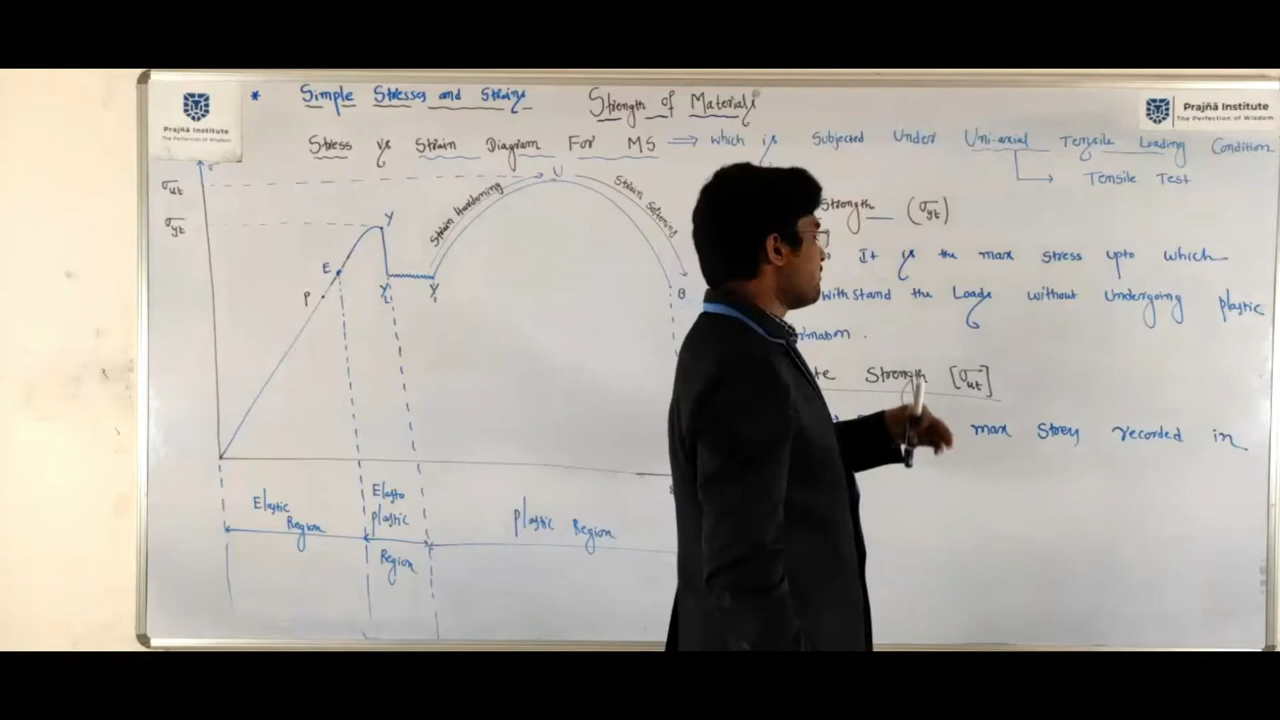 * Simple Stresses and Strains
Strength of Materials
Prajñā Institute
The Perfection of Wisdom
Prajñā Institute
The Perfection of Wisdom
Stress vs Strain Diagram For MS ⟹ which is Subjected Under Uni-axial Tensile Loading Condition
Tensile Test
σ
σut
σyt
U
Strain Hardening
Strain Softening
Y
E
P
B
Strength (σyt)
It is the max stress upto which
withstand the Loads without Undergoing plastic
Strength [σut]
max Stress recorded in
Elastic
Region
Elasto
plastic
Region
Plastic Region